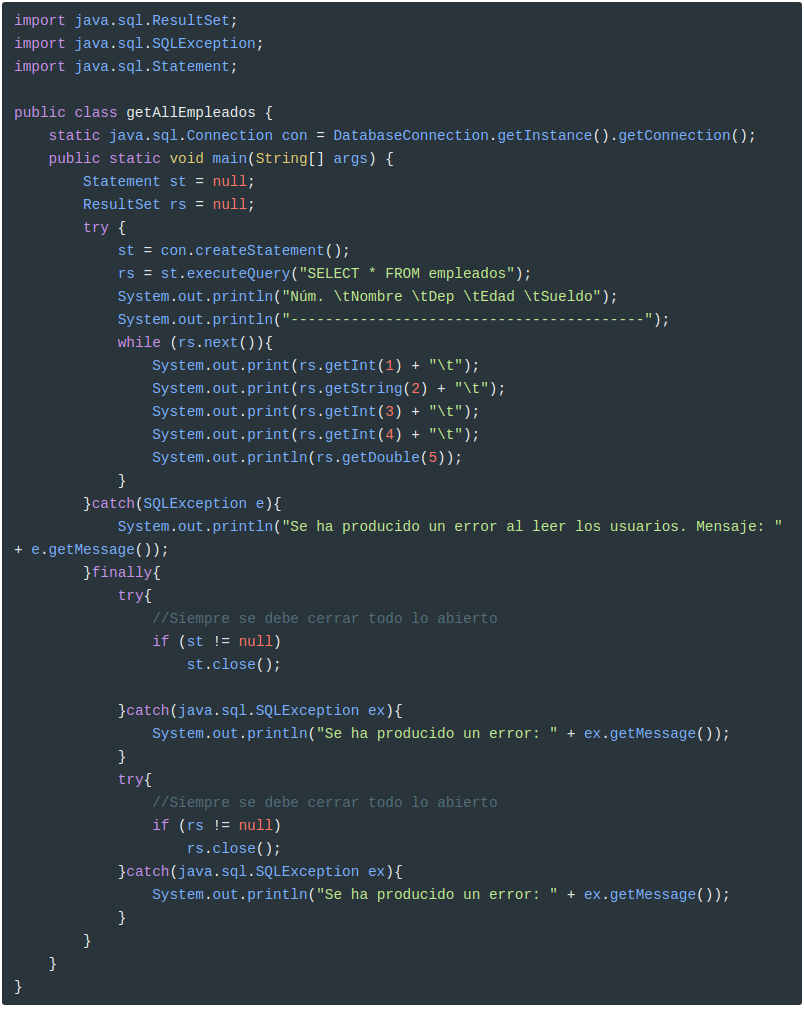 import java.sql.ResultSet;
import java.sql.SQLException;
import java.sql.Statement;

public class getAllEmpleados {
    static java.sql.Connection con = DatabaseConnection.getInstance().getConnection();
    public static void main(String[] args) {
        Statement st = null;
        ResultSet rs = null;
        try {
            st = con.createStatement();
            rs = st.executeQuery("SELECT * FROM empleados");
            System.out.println("Núm. \tNombre \tDep \tEdad \tSueldo");
            System.out.println("-----------------------------------------");
            while (rs.next()){
                System.out.print(rs.getInt(1) + "\t");
                System.out.print(rs.getString(2) + "\t");
                System.out.print(rs.getInt(3) + "\t");
                System.out.print(rs.getInt(4) + "\t");
                System.out.println(rs.getDouble(5));
            }
        }catch(SQLException e){
            System.out.println("Se ha producido un error al leer los usuarios. Mensaje: "
+ e.getMessage());
        }finally{
            try{
                //Siempre se debe cerrar todo lo abierto
                if (st != null)
                    st.close();

            }catch(java.sql.SQLException ex){
                System.out.println("Se ha producido un error: " + ex.getMessage());
            }
            try{
                //Siempre se debe cerrar todo lo abierto
                if (rs != null)
                    rs.close();
            }catch(java.sql.SQLException ex){
                System.out.println("Se ha producido un error: " + ex.getMessage());
            }
        }
    }
}